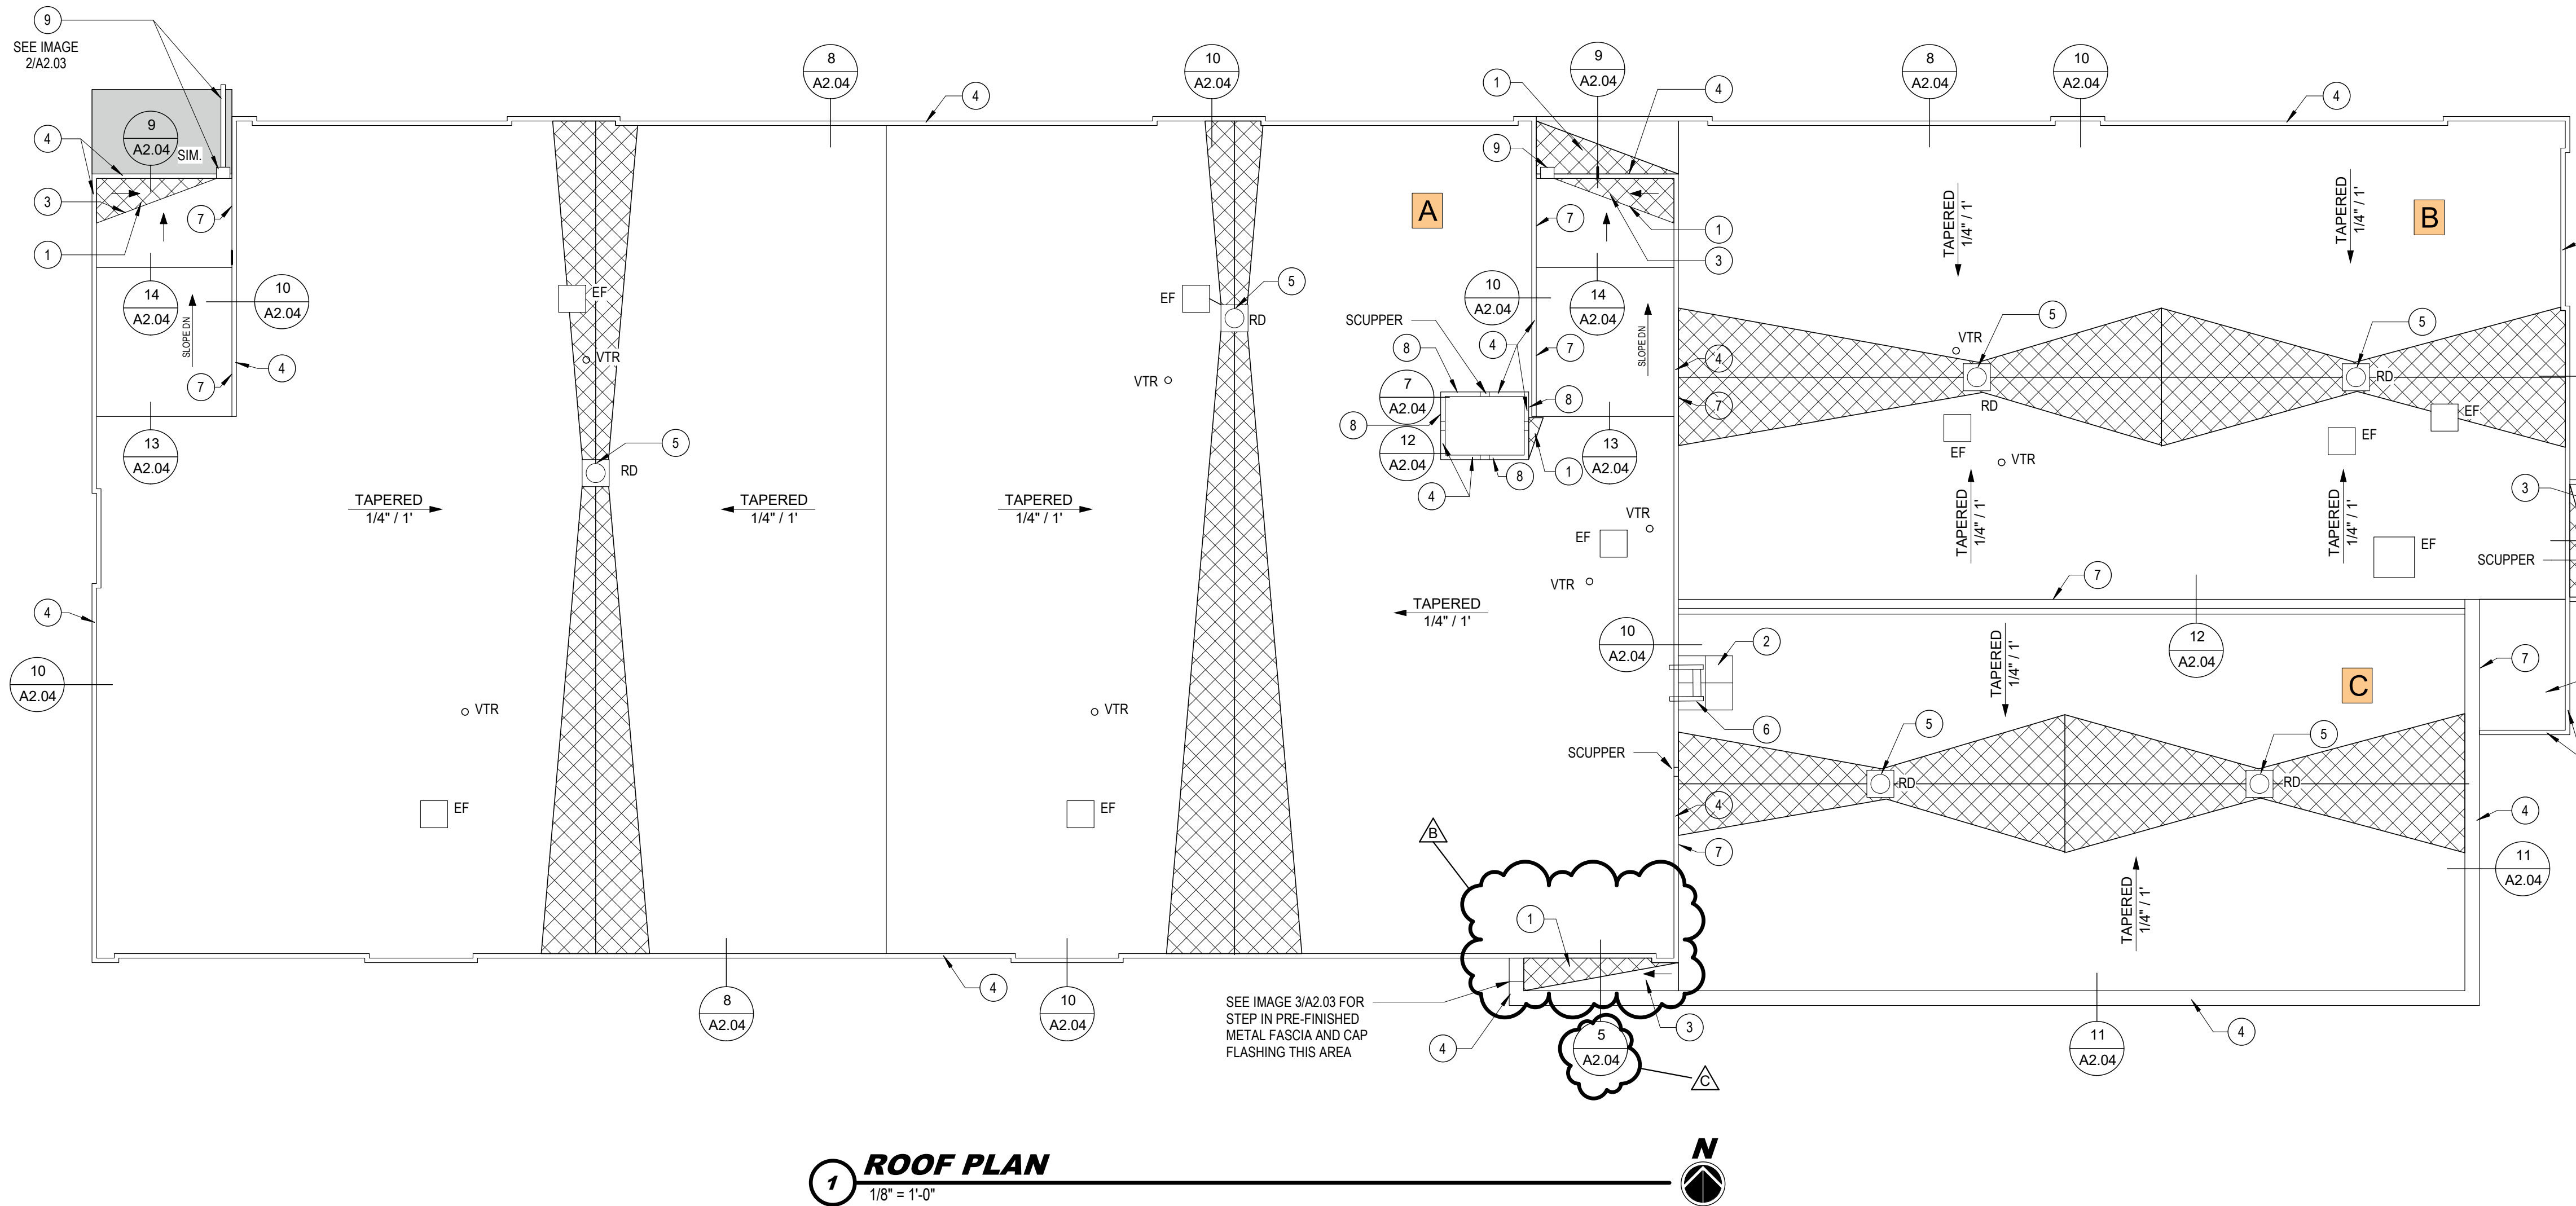 9
SEE IMAGE
2/A2.03
8
A2.04
10
A2.04
9
A2.04
8
A2.04
10
A2.04
4
1
4
4
4
9
A2.04
SIM.
9
3
7
1
A
7
1
3
TAPERED
1/4" / 1'
TAPERED
1/4" / 1'
B
14
A2.04
10
A2.04
SLOPE DN
EF
EF
5
RD
10
A2.04
14
A2.04
SCUPPER
SLOPE DN
5
5
VTR
4
7
VTR
VTR
8
4
7
4
7
A2.04
8
7
8
12
A2.04
RD
RD
EF
EF
EF
13
A2.04
5
RD
13
A2.04
1
8
4
VTR
3
TAPERED
1/4" / 1'
TAPERED
1/4" / 1'
TAPERED
1/4" / 1'
VTR
EF
TAPERED
1/4" / 1'
TAPERED
1/4" / 1'
EF
SCUPPER
VTR
7
4
TAPERED
1/4" / 1'
10
A2.04
2
TAPERED
1/4" / 1'
12
A2.04
7
10
A2.04
C
VTR
VTR
6
5
5
SCUPPER
RD
RD
EF
EF
4
4
B
7
11
A2.04
1
TAPERED
1/4" / 1'
8
A2.04
4
10
A2.04
SEE IMAGE 3/A2.03 FOR
STEP IN PRE-FINISHED
METAL FASCIA AND CAP
FLASHING THIS AREA
4
3
5
A2.04
C
11
A2.04
4
1
ROOF PLAN
1/8" = 1'-0"
N